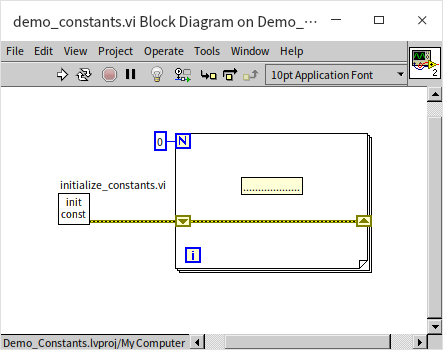 demo_constants.vi Block Diagram on Demo_⋯
File Edit View Project Operate Tools Window Help
10pt Application Font
2
0 N
initialize_constants.vi
init
const
..................
i
Demo_Constants.lvproj/My Computer